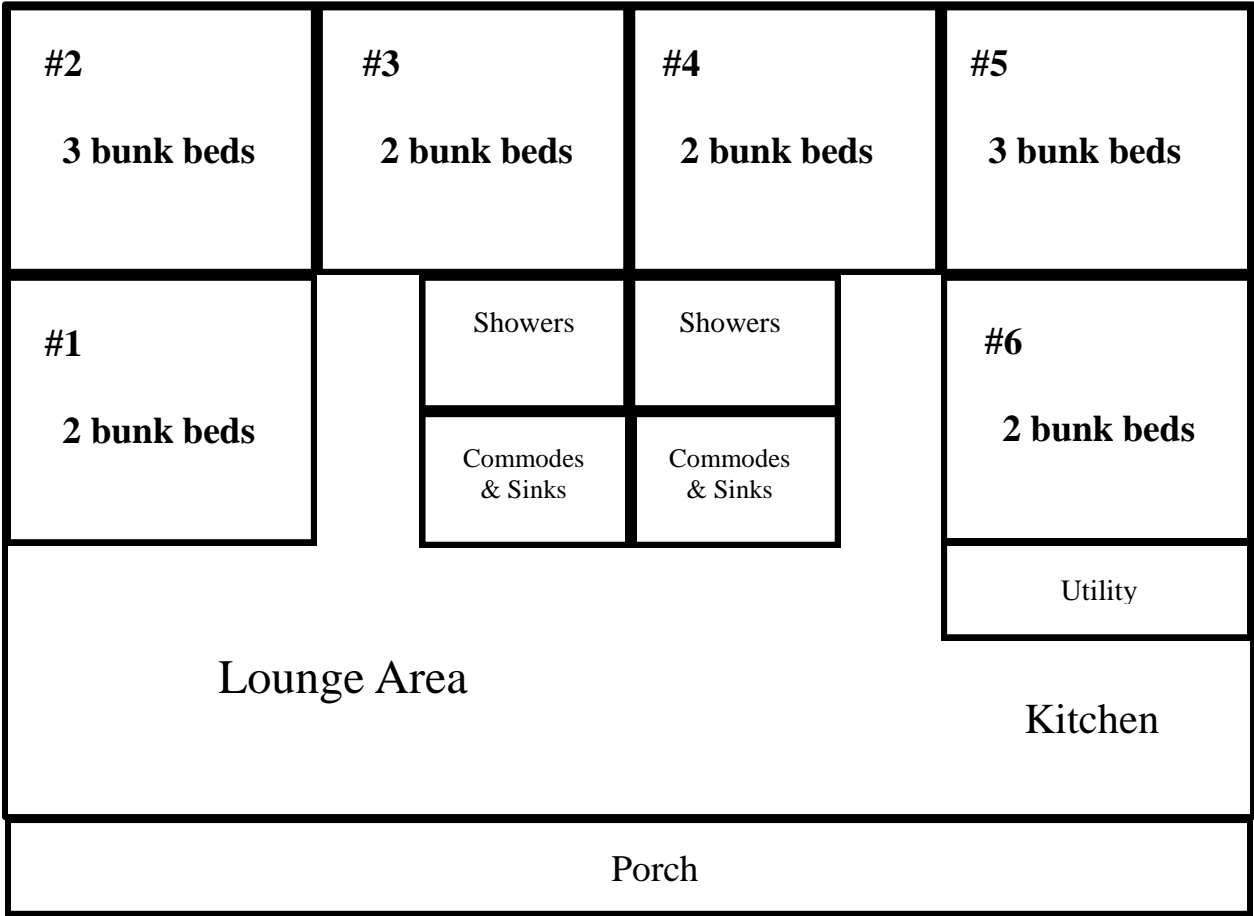 #2
3 bunk beds
#3
2 bunk beds
#4
2 bunk beds
#5
3 bunk beds
#1
2 bunk beds
Showers
Showers
Commodes
& Sinks
Commodes
& Sinks
#6
2 bunk beds
Utility
Lounge Area
Kitchen
Porch